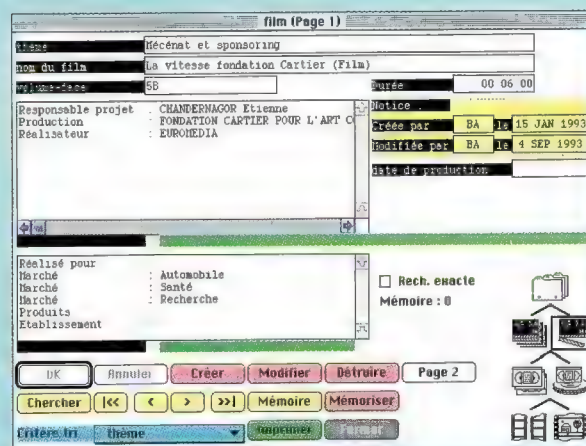 film (Page 1)
thème Mécénat et sponsoring
nom du film La vitesse fondation Cartier (Film)
volume-face 5B
Durée 00 06 00
Responsable projet : CHANDERNAGOR Etienne
Production : FONDATION CARTIER POUR L'ART C
Réalisateur : EUROMEDIA
Notice .
Créée par BA le 15 JAN 1993
Modifiée par BA le 4 SEP 1993
date de production
Réalisé pour
Marché : Automobile
Marché : Santé
Marché : Recherche
Produits
Etablissement
Rech. exacte
Mémoire : 0
OK Annuler Créer Modifier Détruire Page 2
Chercher |<< < > >>| Mémoire Mémoriser
Critère tri thème Imprimer Fermer